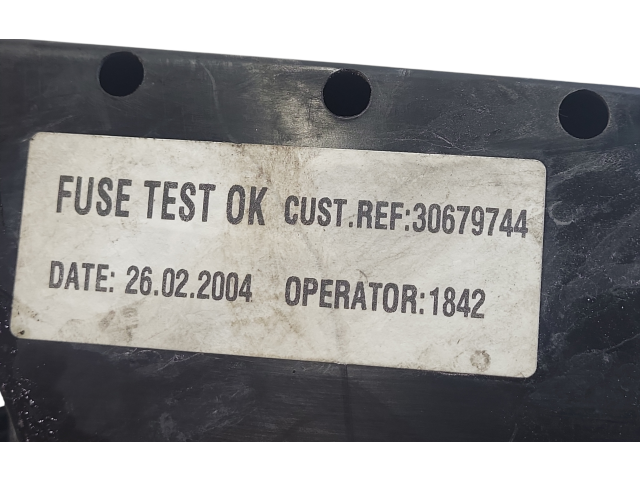 FUSE TEST OK CUST.REF:30679744
DATE: 26.02.2004 OPERATOR:1842